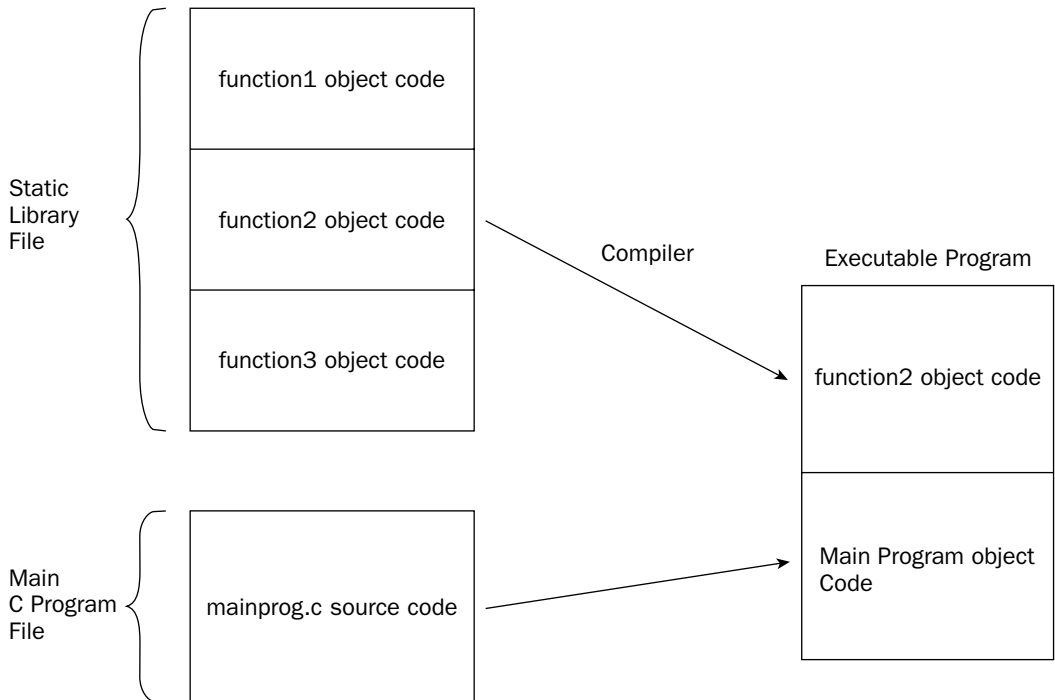 function1 object code
Static
Library
File
function2 object code
function3 object code
Compiler
Executable Program
function2 object code
Main Program object
Code
Main
C Program
File
mainprog.c source code